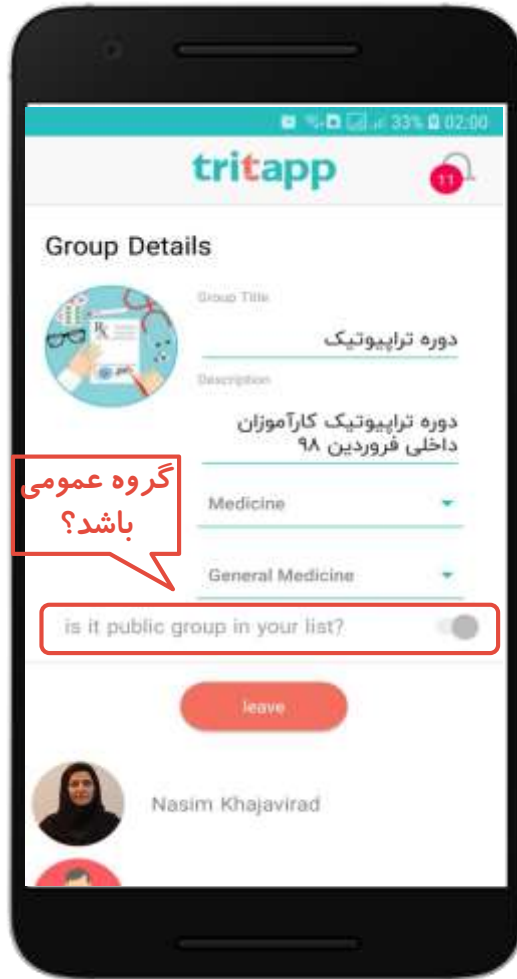 33% 02:00
tritapp
11
Group Details
Group Title
دوره تراپیوتیک
Description
دوره تراپیوتیک کارآموزان
داخلی فروردین ۹۸
گروه عمومی
باشد؟
Medicine
General Medicine
is it public group in your list?
leave
Nasim Khajavirad